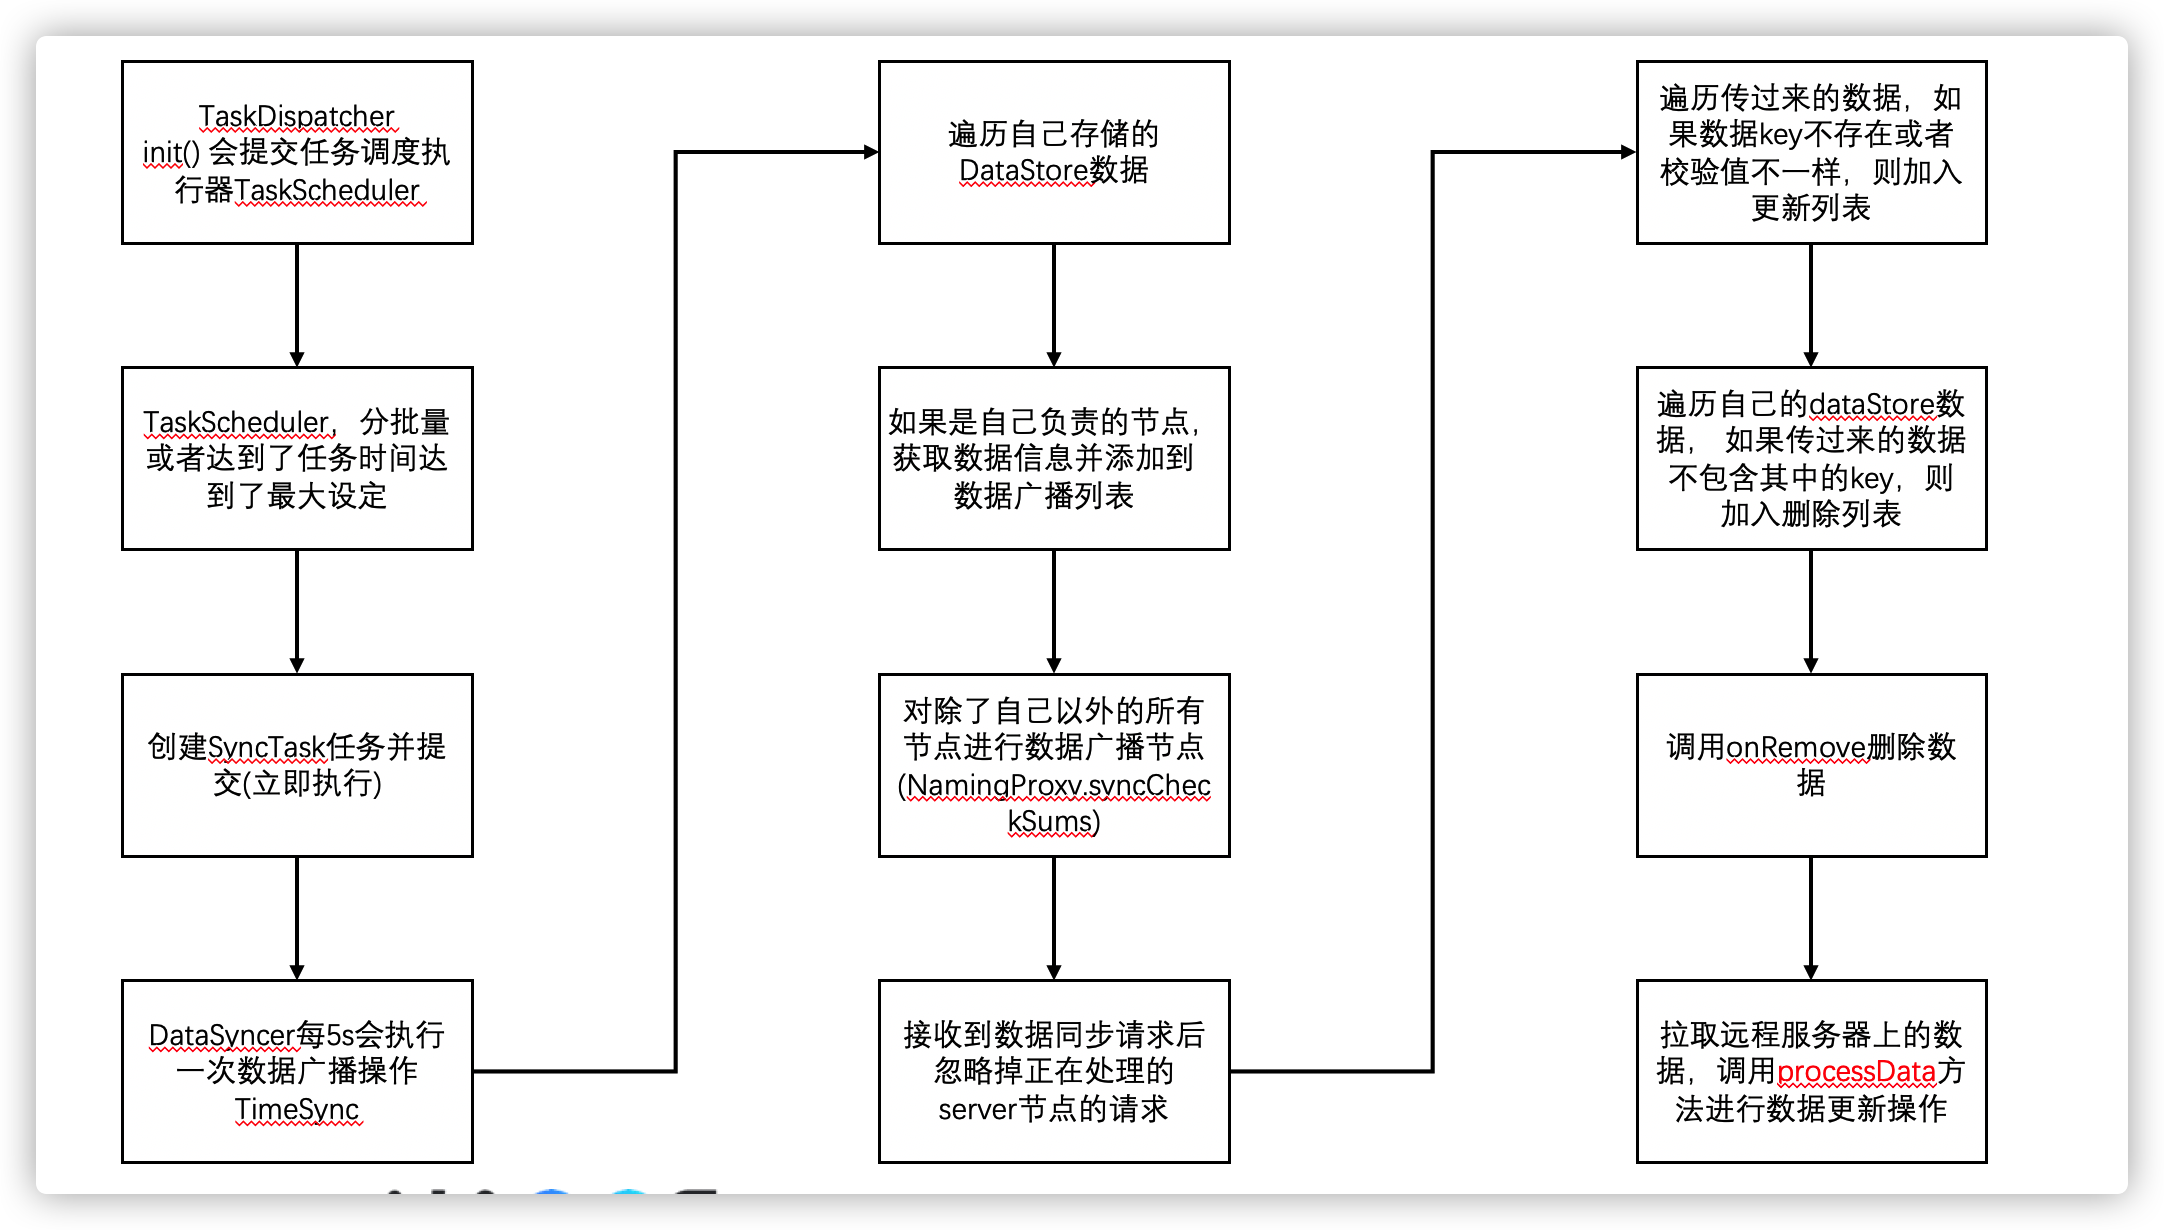 TaskDispatcher
init() 会提交任务调度执
行器TaskScheduler
TaskScheduler，分批量
或者达到了任务时间达
到了最大设定
创建SyncTask任务并提
交(立即执行)
DataSyncer每5s会执行
一次数据广播操作
TimeSync
遍历自己存储的
DataStore数据
如果是自己负责的节点，
获取数据信息并添加到
数据广播列表
对除了自己以外的所有
节点进行数据广播节点
(NamingProxy.syncChec
kSums)
接收到数据同步请求后
忽略掉正在处理的
server节点的请求
遍历传过来的数据，如
果数据key不存在或者
校验值不一样，则加入
更新列表
遍历自己的dataStore数
据， 如果传过来的数据
不包含其中的key，则
加入删除列表
调用onRemove删除数
据
拉取远程服务器上的数
据，调用processData方
法进行数据更新操作